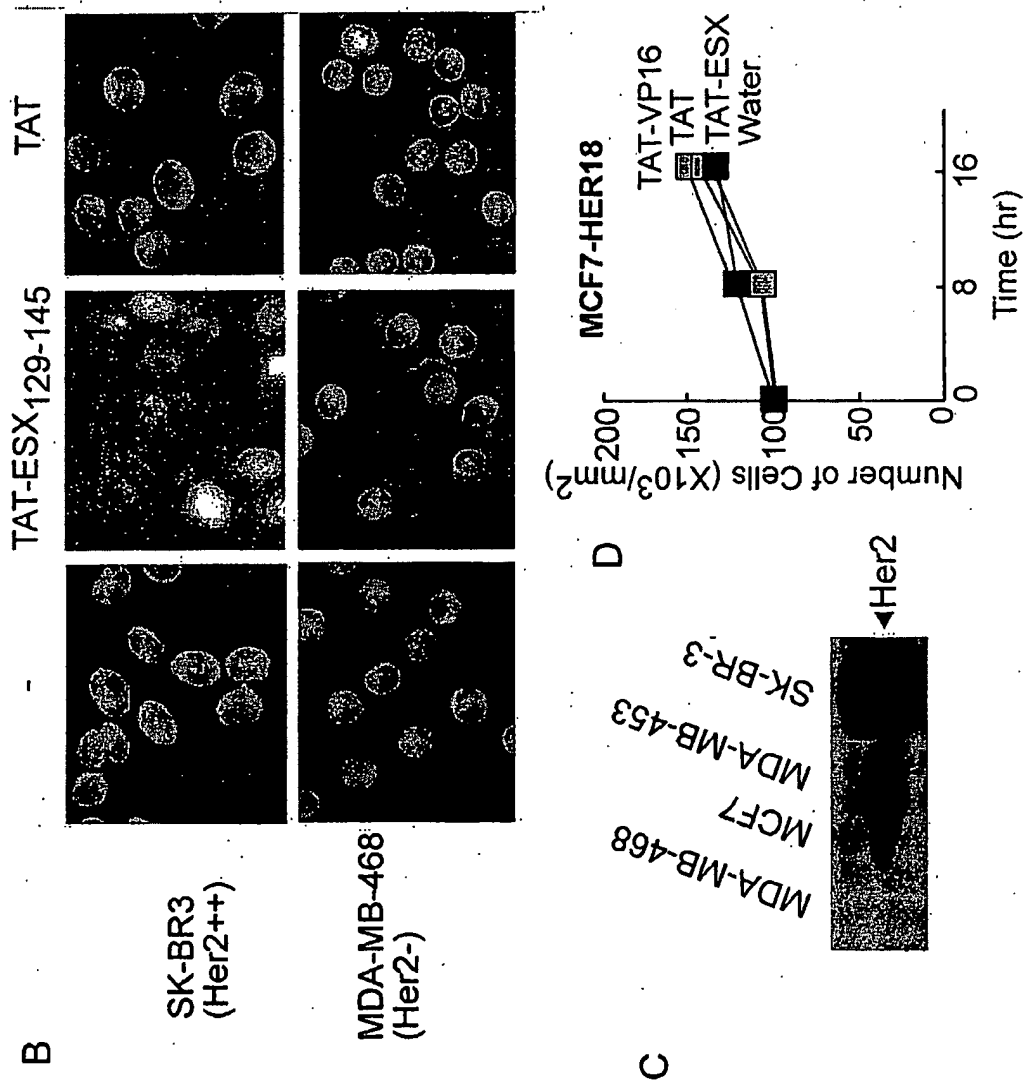 B
- TAT-ESX129-145 TAT
SK-BR3
(Her2++)
MDA-MB-468
(Her2-)
C
MDA-MB-468
MCF7
MDA-MB-453
SK-BR-3
◄Her2
D
MCF7-HER18
Number of Cells (X10³/mm²)
200
150
100
50
0
0 8 16
Time (hr)
TAT-VP16
TAT
TAT-ESX
Water.